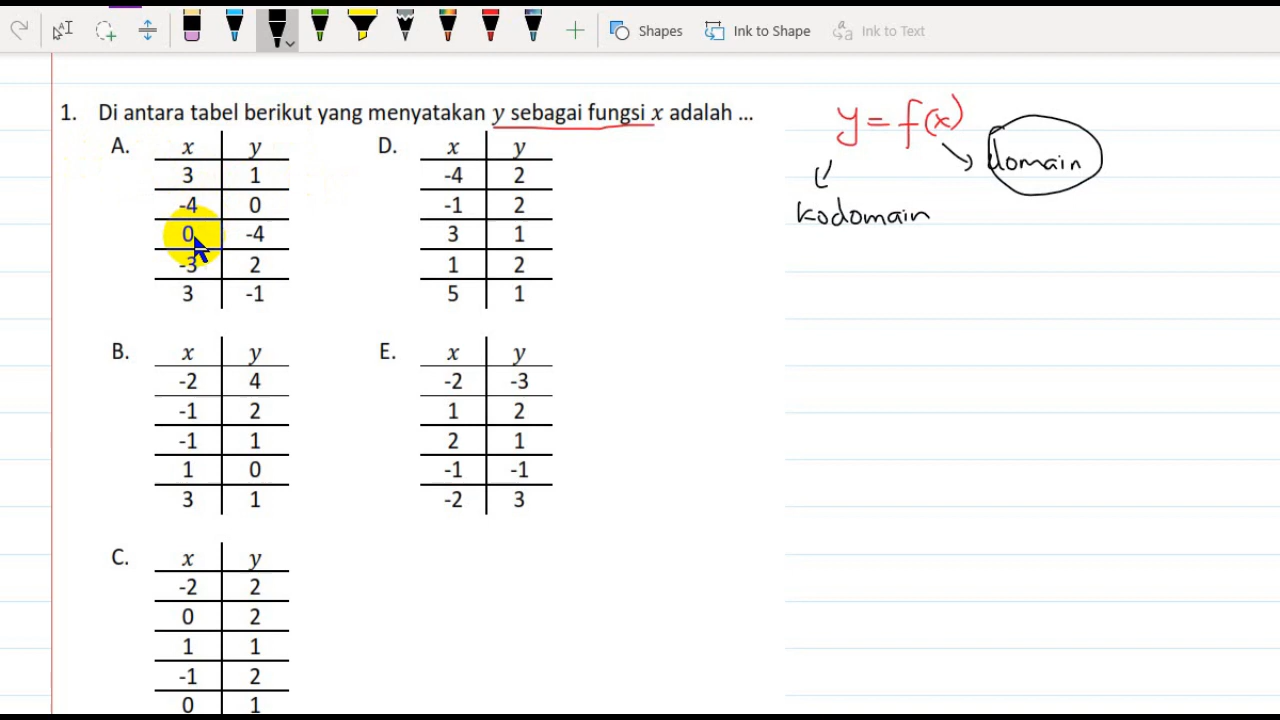 Shapes Ink to Shape Ink to Text
1. Di antara tabel berikut yang menyatakan y sebagai fungsi x adalah ...
A. x y
3 1
-4 0
0 -4
-3 2
3 -1
B. x y
-2 4
-1 2
-1 1
1 0
3 1
C. x y
-2 2
0 2
1 1
-1 2
0 1
D. x y
-4 2
-1 2
3 1
1 2
5 1
E. x y
-2 -3
1 2
2 1
-1 -1
-2 3
y = f(x)
domain
kodomain